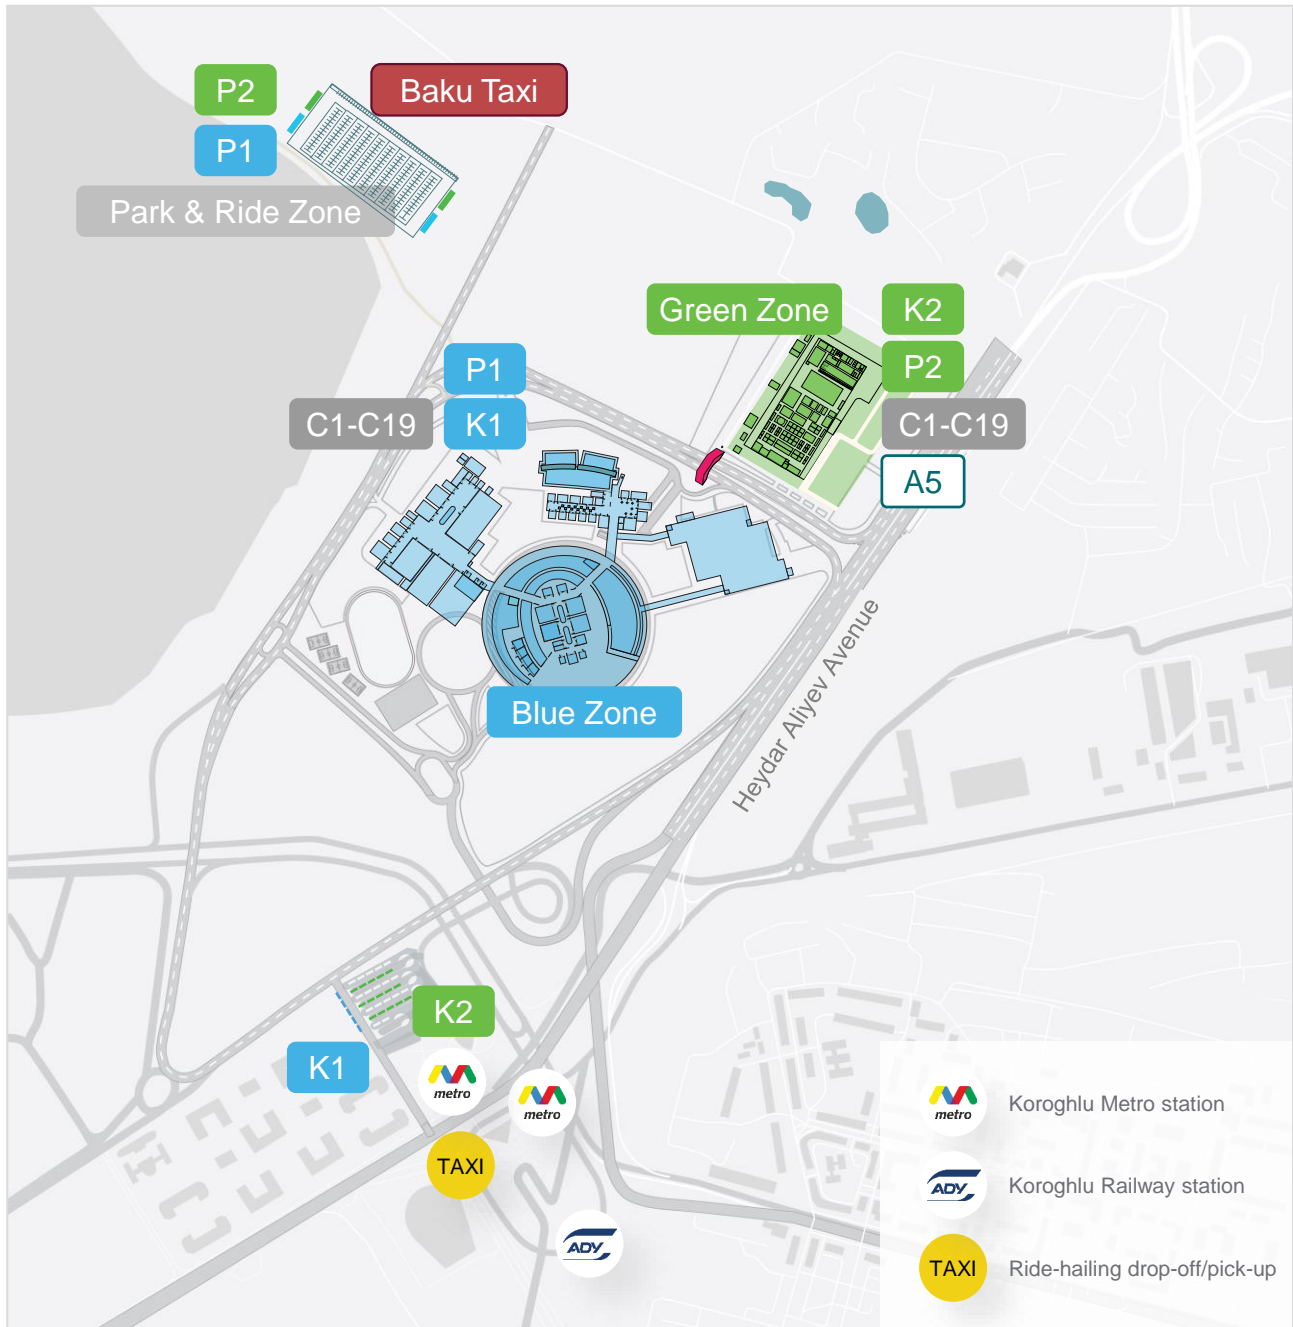 P2
Baku Taxi
P1
Park & Ride Zone
Green Zone
K2
P1
P2
C1-C19
K1
C1-C19
A5
Blue Zone
Heydar Aliyev Avenue
K2
K1
metro
metro
TAXI
ADY
metro
Koroghlu Metro station
ADY
Koroghlu Railway station
TAXI
Ride-hailing drop-off/pick-up